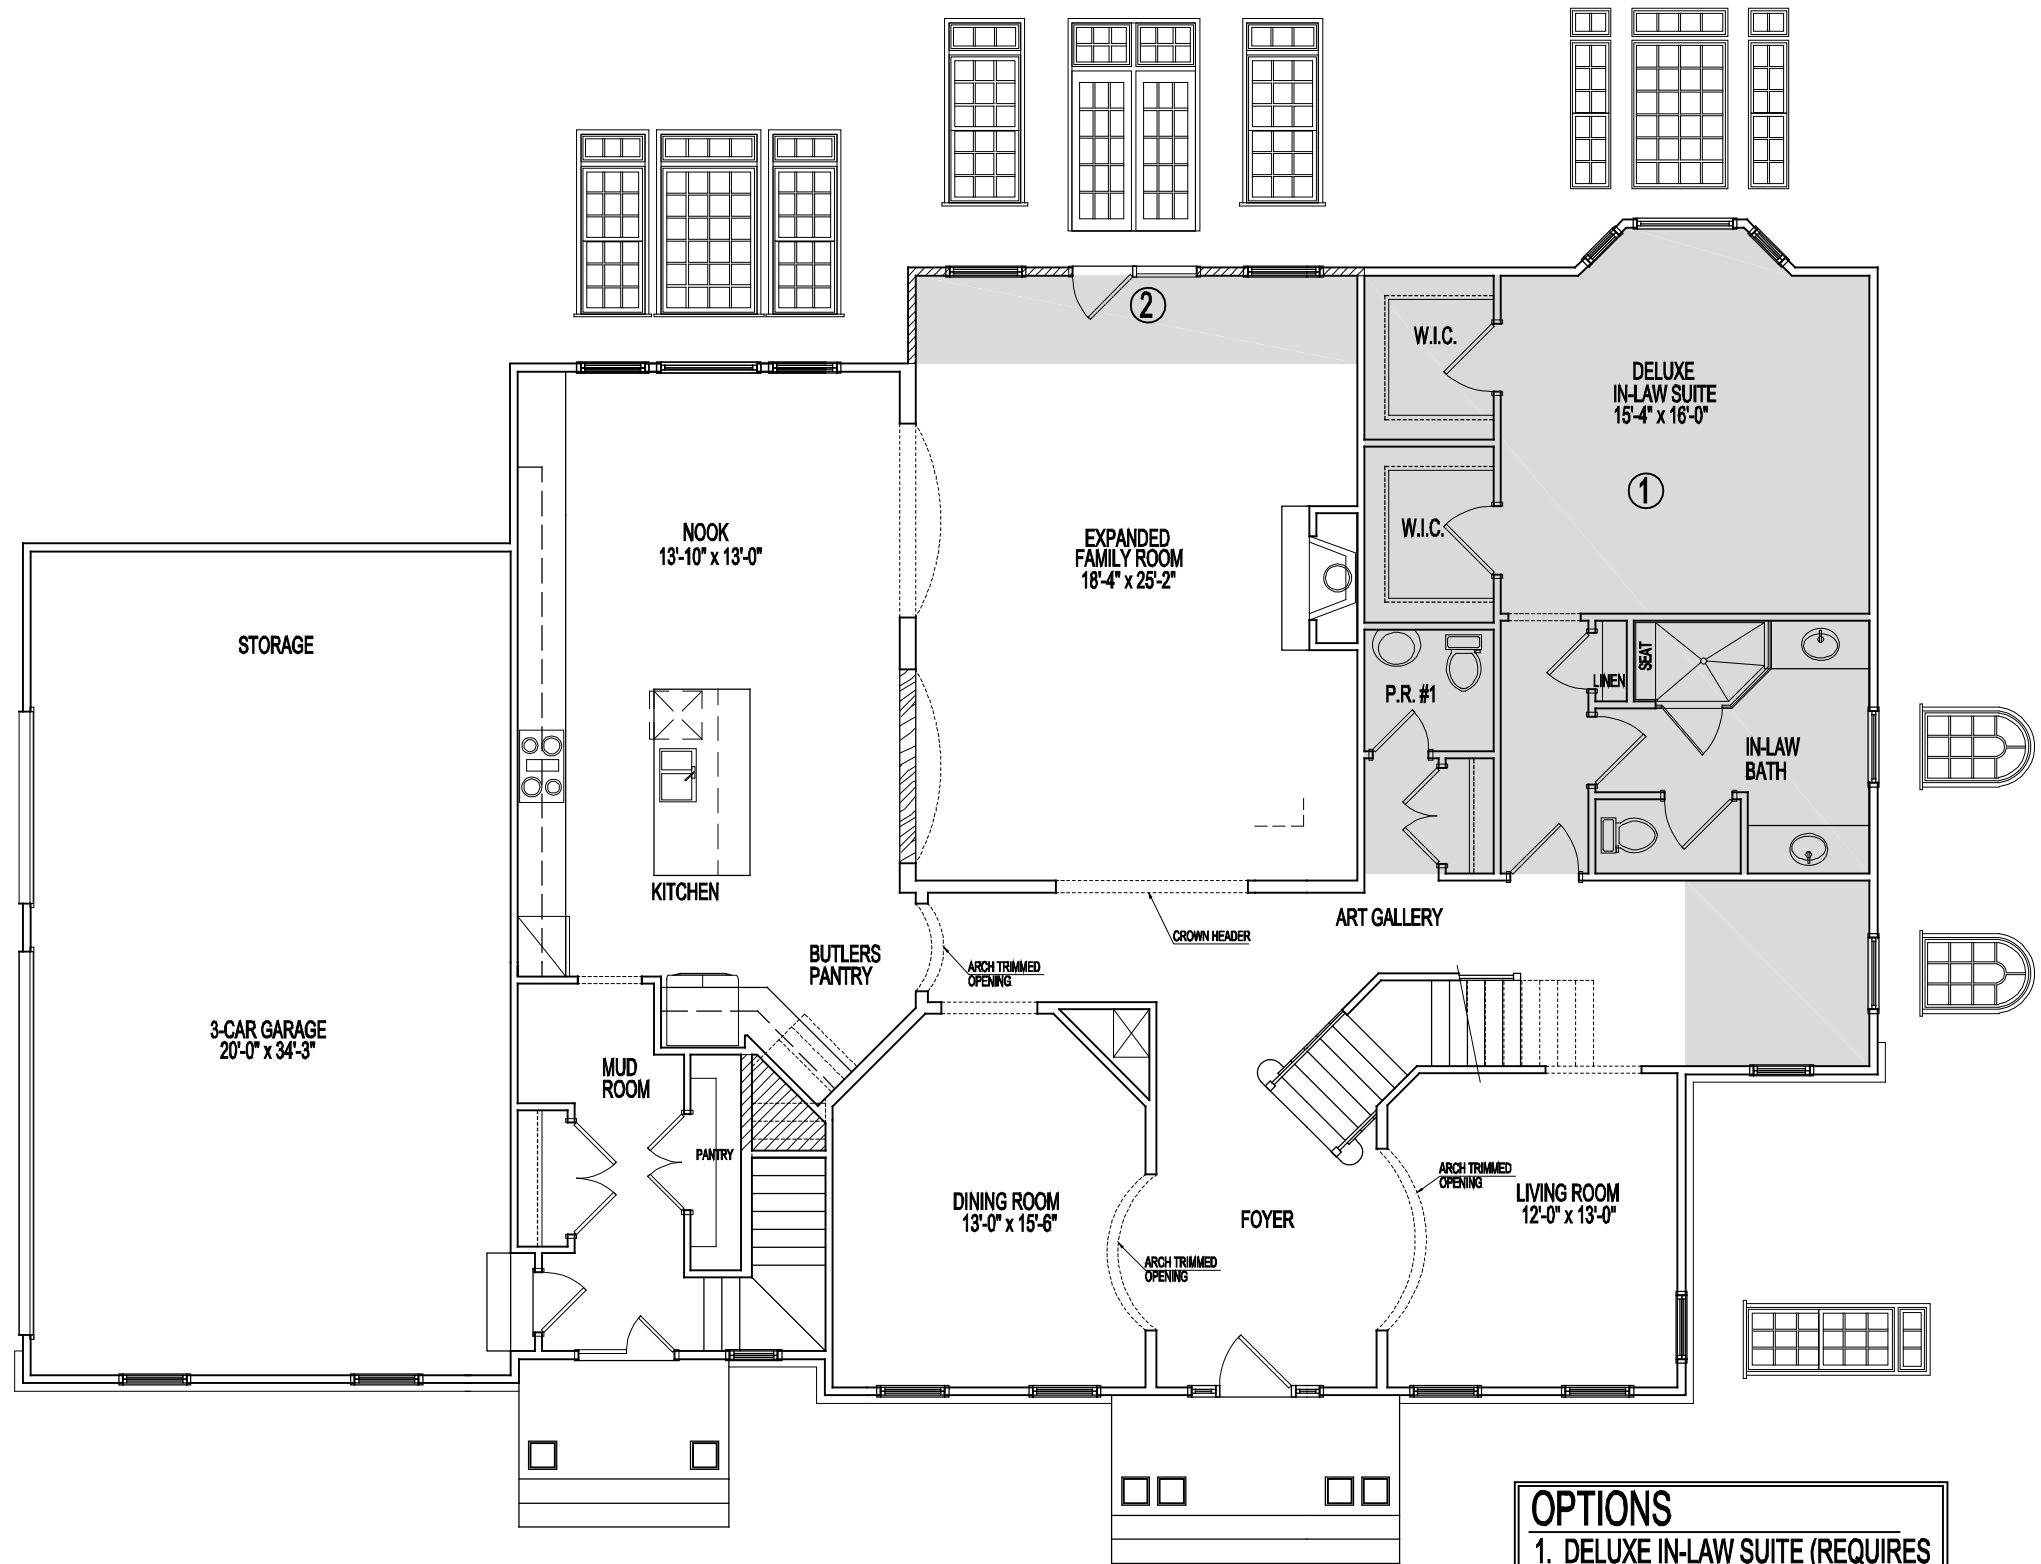 2
W.I.C.
DELUXE
IN-LAW SUITE
15'-4" x 16'-0"
1
W.I.C.
NOOK
13'-10" x 13'-0"
EXPANDED
FAMILY ROOM
18'-4" x 25'-2"
STORAGE
SEAT
LINEN
P.R. #1
IN-LAW
BATH
KITCHEN
ART GALLERY
CROWN HEADER
BUTLERS
PANTRY
ARCH TRIMMED
OPENING
3-CAR GARAGE
20'-0" x 34'-3"
MUD
ROOM
PANTRY
ARCH TRIMMED
OPENING
DINING ROOM
13'-0" x 15'-6"
FOYER
LIVING ROOM
12'-0" x 13'-0"
ARCH TRIMMED
OPENING
OPTIONS
1. DELUXE IN-LAW SUITE (REQUIRES